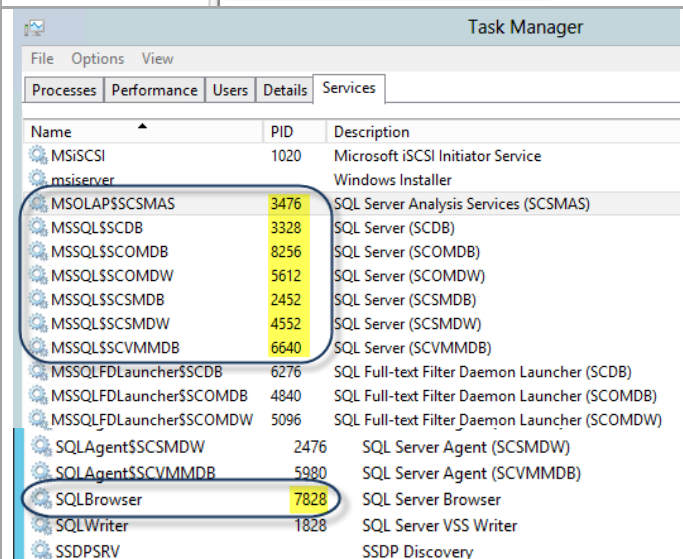 Task Manager
File Options View
Processes Performance Users Details Services
Name PID Description
MSiSCSI 1020 Microsoft iSCSI Initiator Service
msiserver Windows Installer
MSOLAP$SCSMAS 3476 SQL Server Analysis Services (SCSMAS)
MSSQL$SCDB 3328 SQL Server (SCDB)
MSSQL$SCOMDB 8256 SQL Server (SCOMDB)
MSSQL$SCOMDW 5612 SQL Server (SCOMDW)
MSSQL$SCSMDB 2452 SQL Server (SCSMDB)
MSSQL$SCSMDW 4552 SQL Server (SCSMDW)
MSSQL$SCVMMDB 6640 SQL Server (SCVMMDB)
MSSQLFDLauncher$SCDB 6276 SQL Full-text Filter Daemon Launcher (SCDB)
MSSQLFDLauncher$SCOMDB 4840 SQL Full-text Filter Daemon Launcher (SCOMDB)
MSSQLFDLauncher$SCOMDW 5096 SQL Full-text Filter Daemon Launcher (SCOMDW)
SQLAgent$SCSMDW 2476 SQL Server Agent (SCSMDW)
SQLAgent$SCVMMDB 5980 SQL Server Agent (SCVMMDB)
SQLBrowser 7828 SQL Server Browser
SQLWriter 1828 SQL Server VSS Writer
SSDPSRV SSDP Discovery